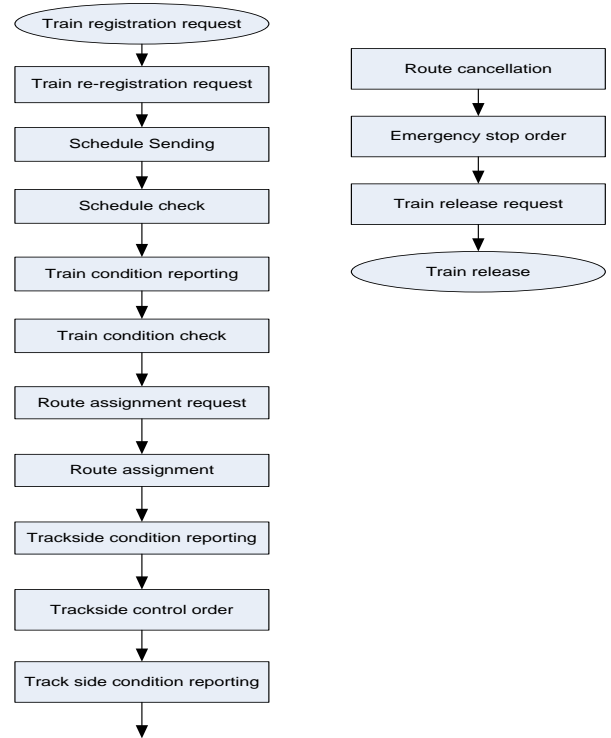 Train registration request
Train re-registration request
Schedule Sending
Schedule check
Train condition reporting
Train condition check
Route assignment request
Route assignment
Trackside condition reporting
Trackside control order
Track side condition reporting
Route cancellation
Emergency stop order
Train release request
Train release